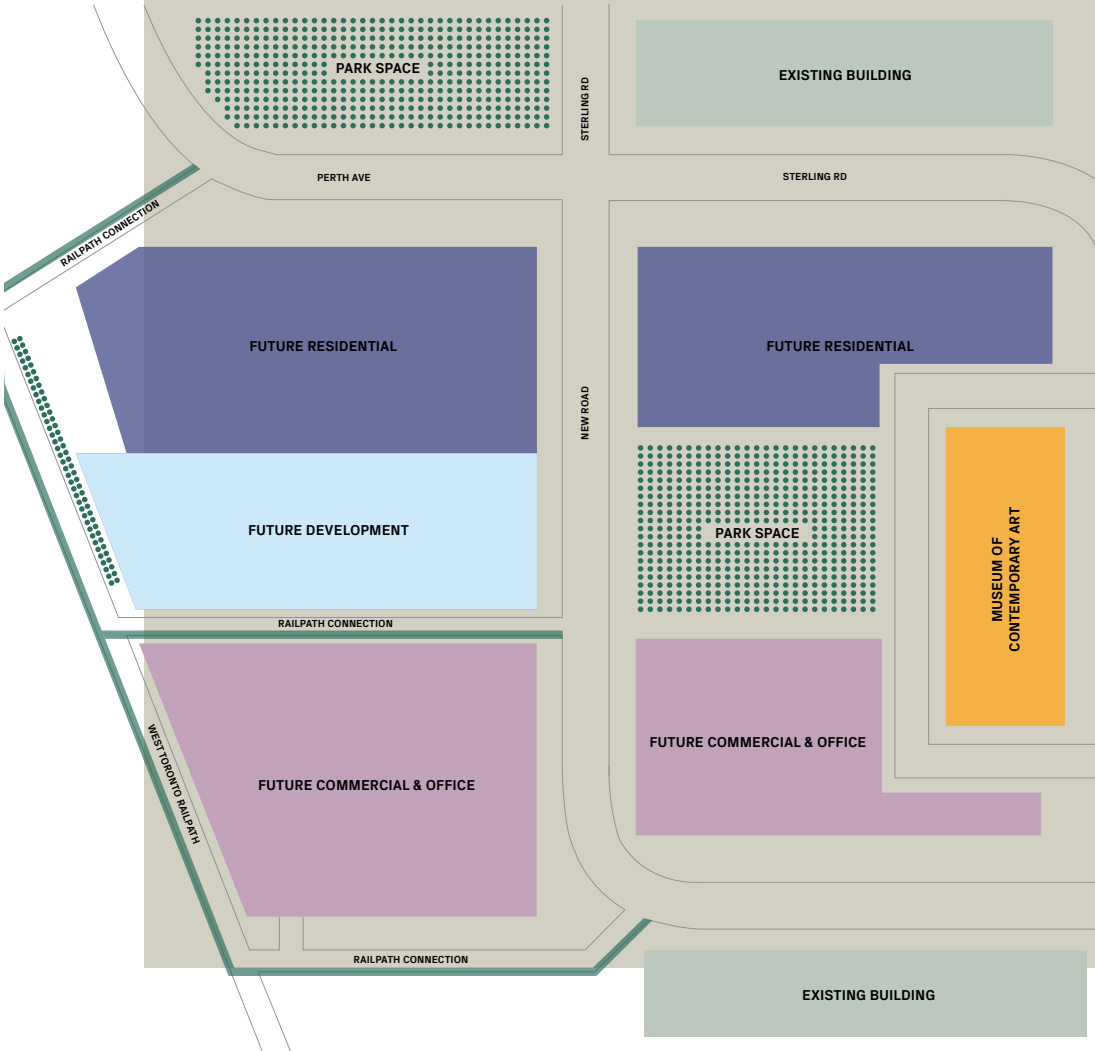 PARK SPACE
EXISTING BUILDING
STERLING RD
PERTH AVE
STERLING RD
RAILPATH CONNECTION
FUTURE RESIDENTIAL
FUTURE RESIDENTIAL
NEW ROAD
FUTURE DEVELOPMENT
PARK SPACE
MUSEUM OF
CONTEMPORARY ART
RAILPATH CONNECTION
WEST TORONTO RAILPATH
FUTURE COMMERCIAL & OFFICE
FUTURE COMMERCIAL & OFFICE
RAILPATH CONNECTION
EXISTING BUILDING